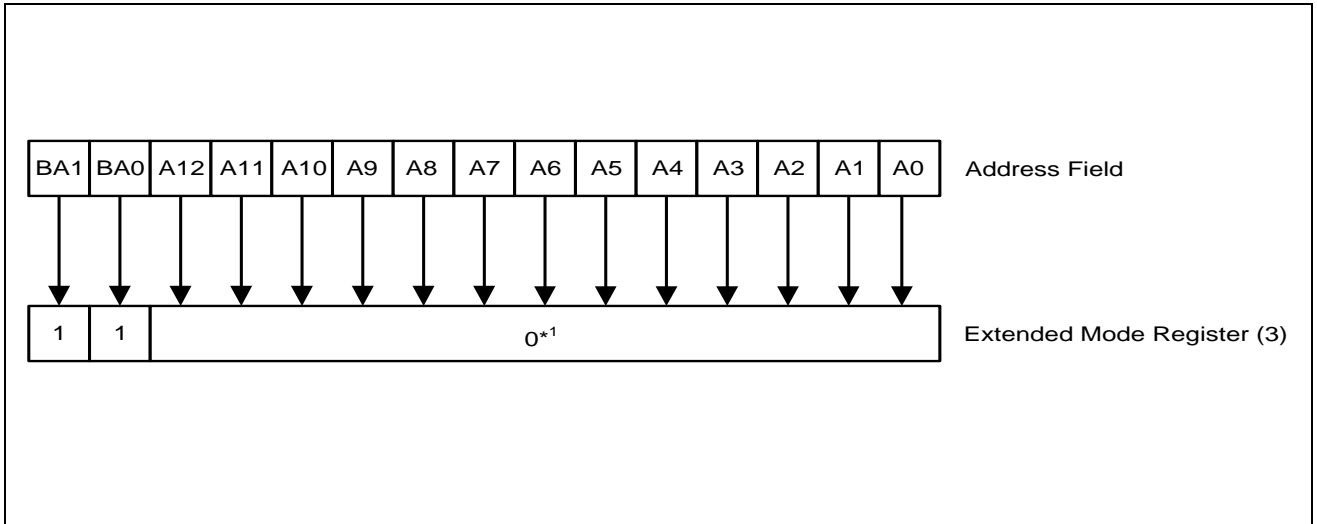 BA1 BA0 A12 A11 A10 A9 A8 A7 A6 A5 A4 A3 A2 A1 A0 Address Field
1 1 0*1 Extended Mode Register (3)